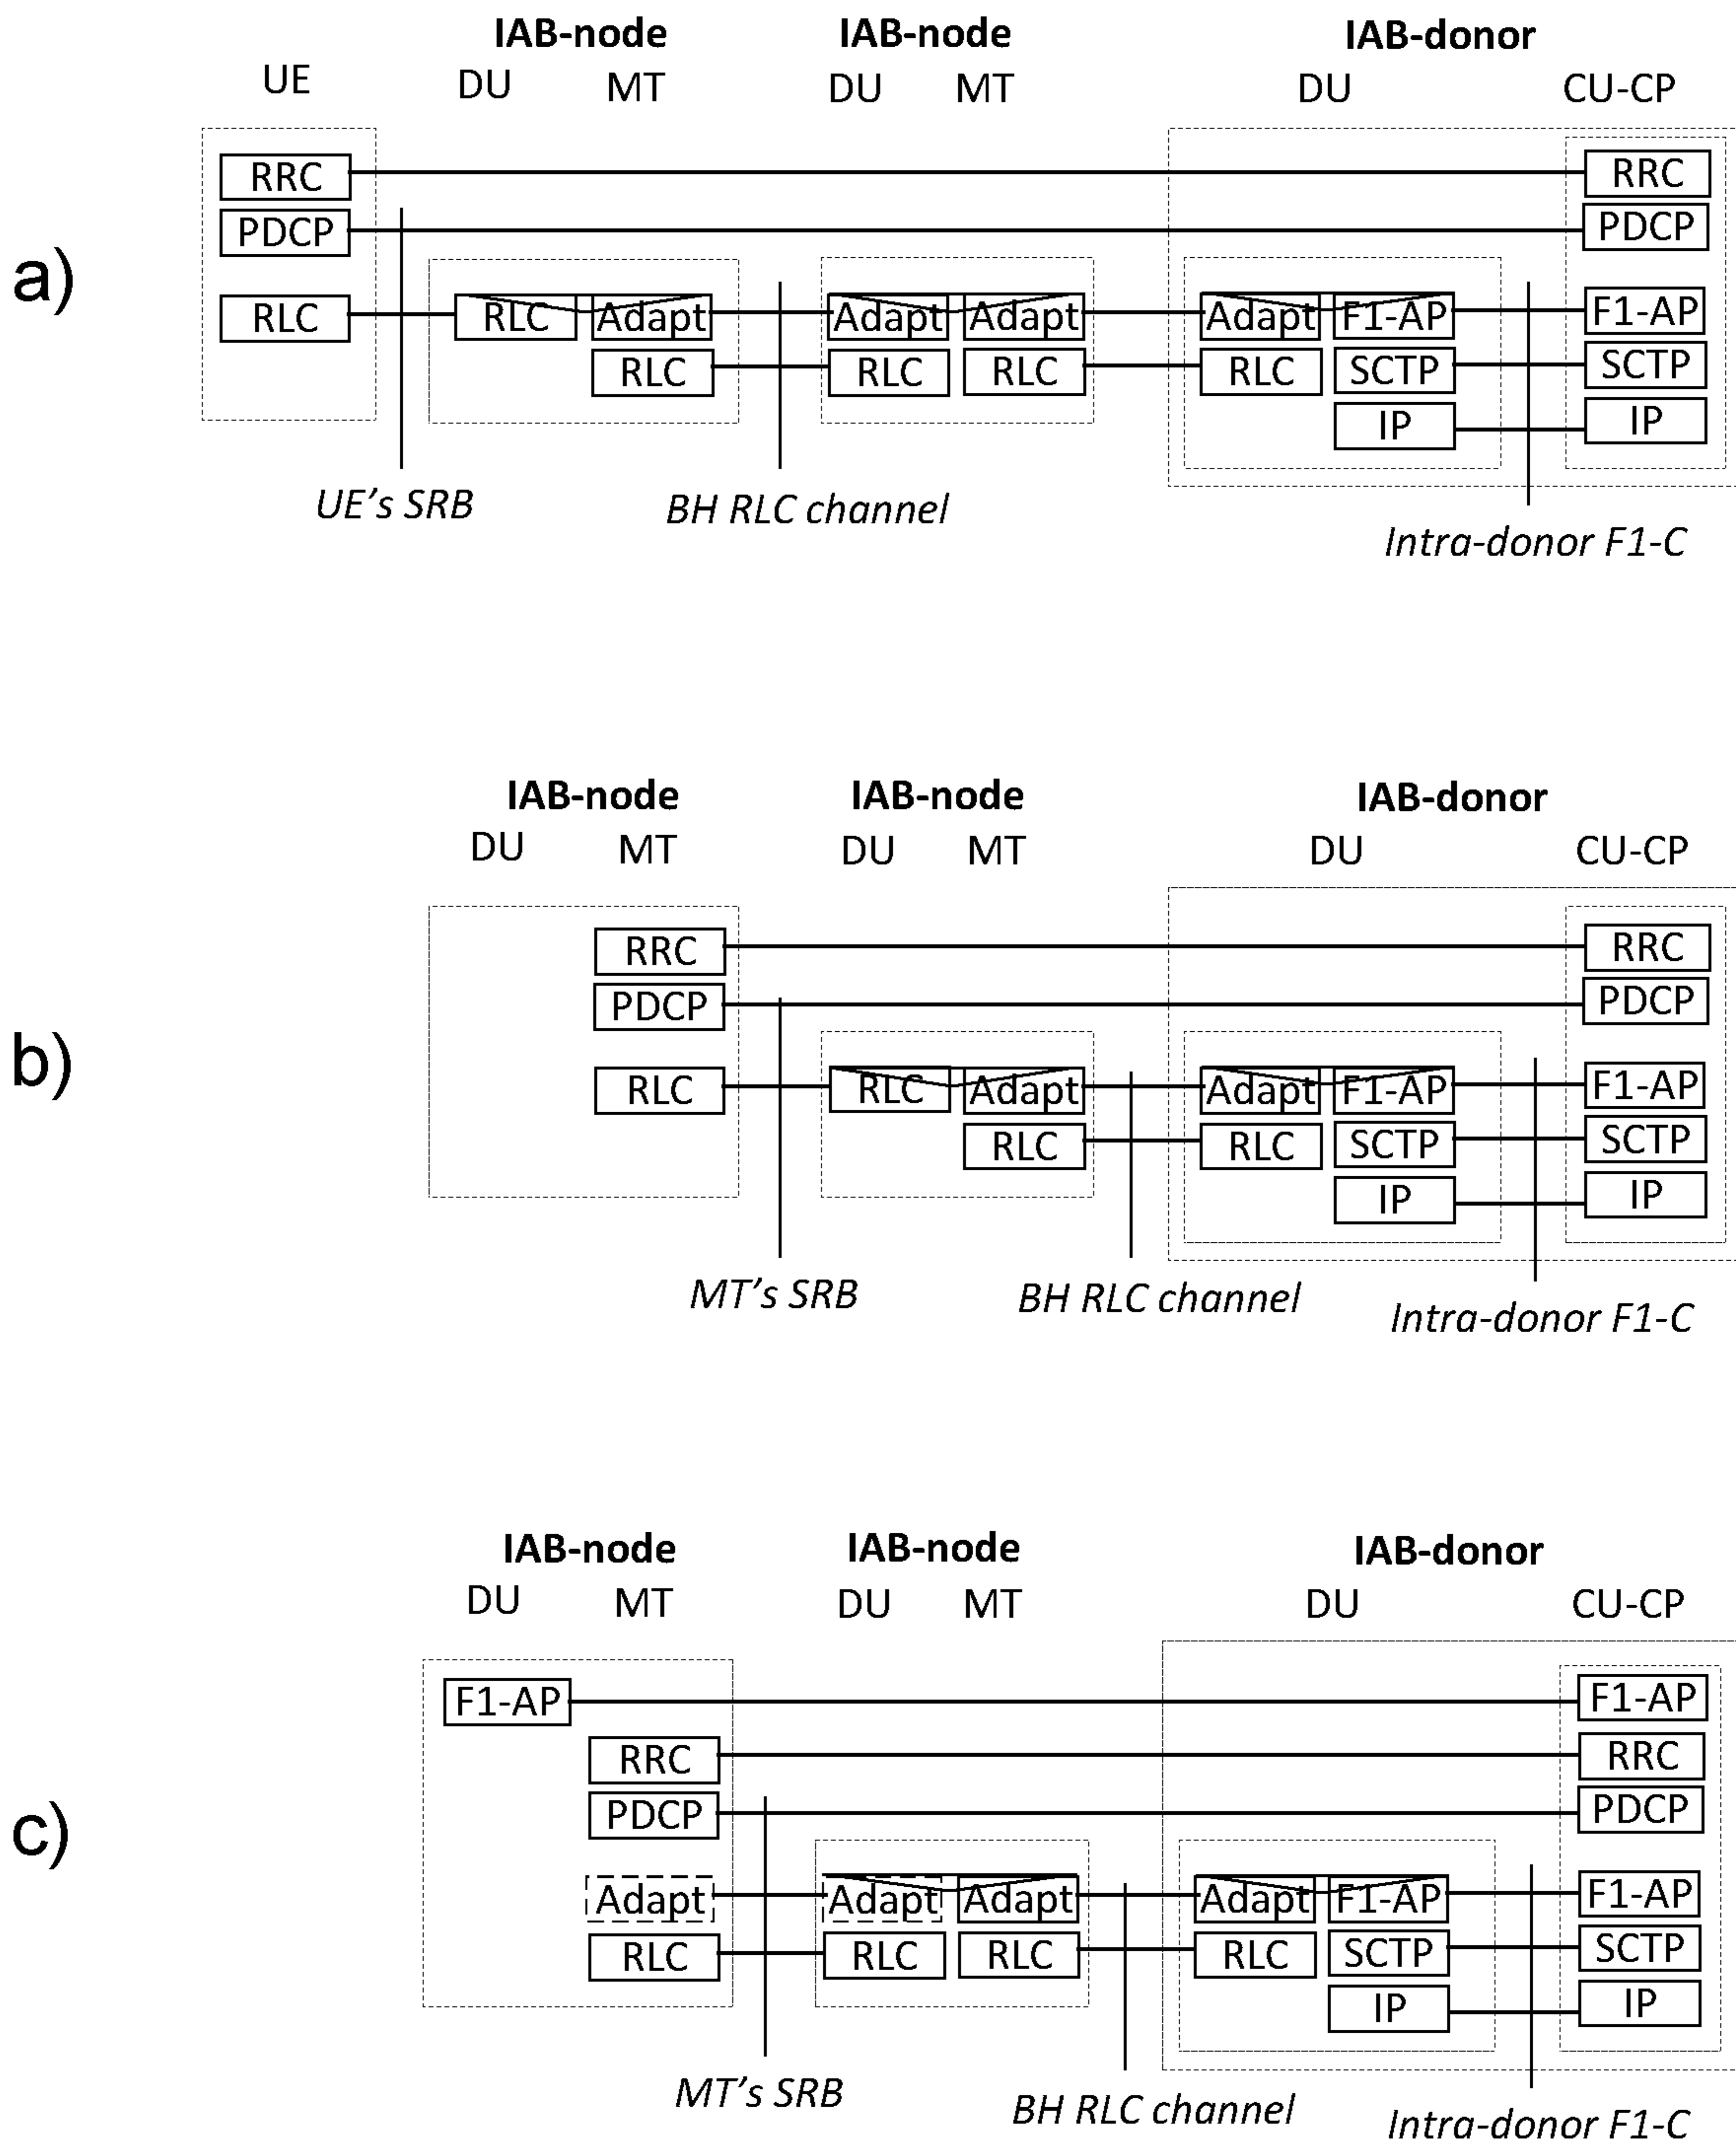 IAB-node IAB-node IAB-donor
UE DU MT DU MT DU CU-CP
a)
RRC RRC
PDCP PDCP
RLC RLC Adapt Adapt Adapt Adapt F1-AP F1-AP
RLC RLC RLC RLC SCTP SCTP
IP IP
UE's SRB BH RLC channel
Intra-donor F1-C
IAB-node IAB-node IAB-donor
DU MT DU MT DU CU-CP
b)
RRC RRC
PDCP PDCP
RLC RLC Adapt Adapt F1-AP F1-AP
RLC RLC SCTP SCTP
IP IP
MT's SRB BH RLC channel
Intra-donor F1-C
IAB-node IAB-node IAB-donor
DU MT DU MT DU CU-CP
c)
F1-AP F1-AP
RRC RRC
PDCP PDCP
Adapt Adapt Adapt Adapt F1-AP F1-AP
RLC RLC RLC RLC SCTP SCTP
IP IP
MT's SRB BH RLC channel
Intra-donor F1-C